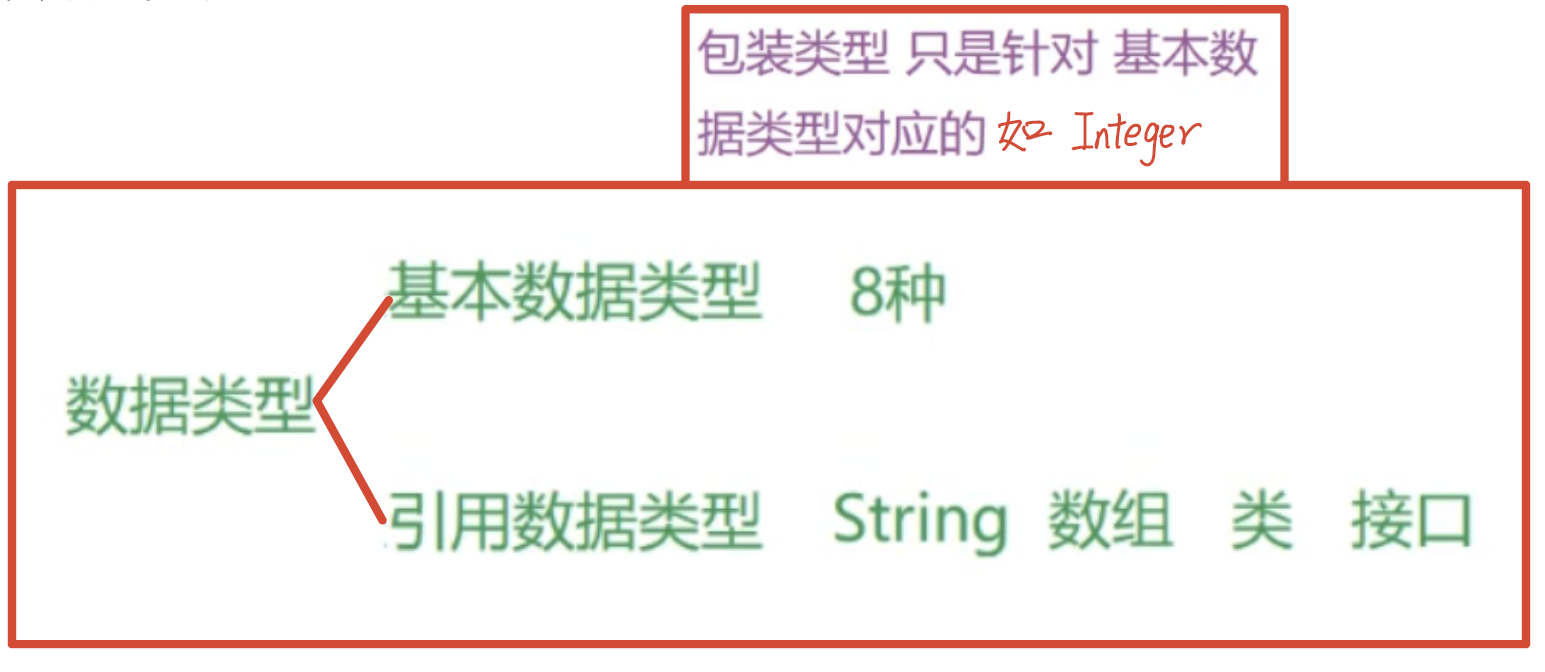 包装类型 只是针对 基本数
据类型对应的 如 Integer
基本数据类型 8种
数据类型
引用数据类型 String 数组 类 接口